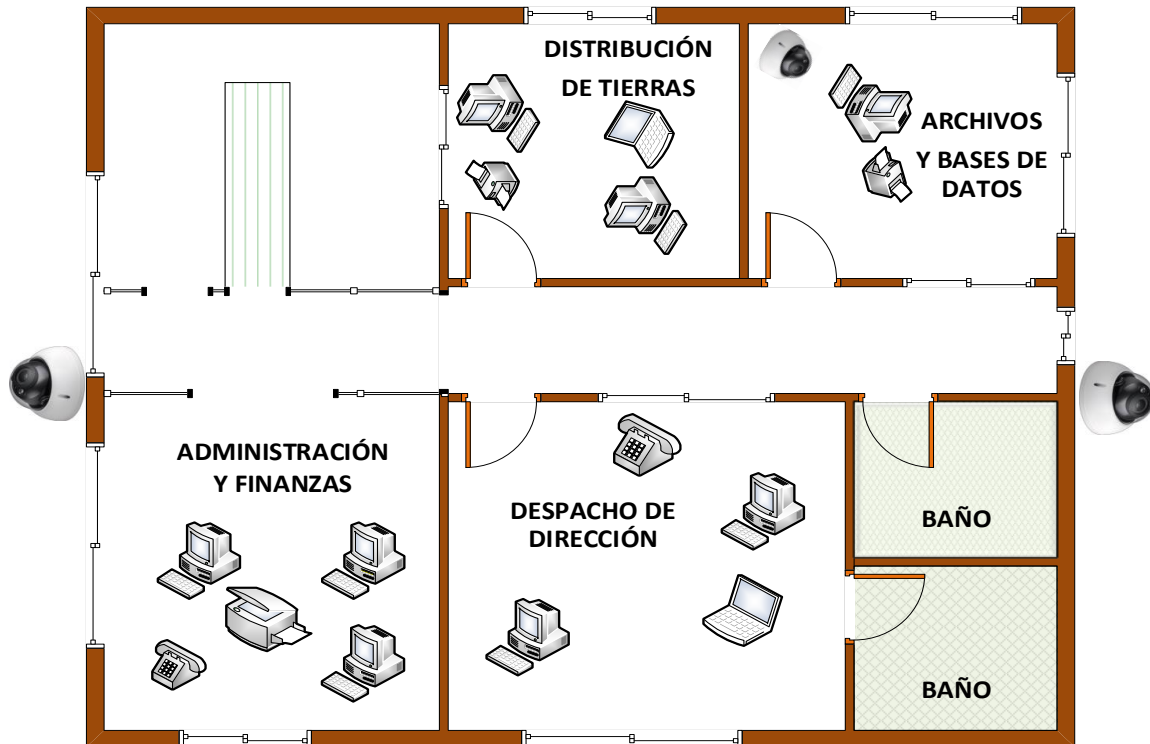 DISTRIBUCIÓN
DE TIERRAS
ARCHIVOS
Y BASES DE
DATOS
ADMINISTRACIÓN
Y FINANZAS
DESPACHO DE
DIRECCIÓN
BAÑO
BAÑO